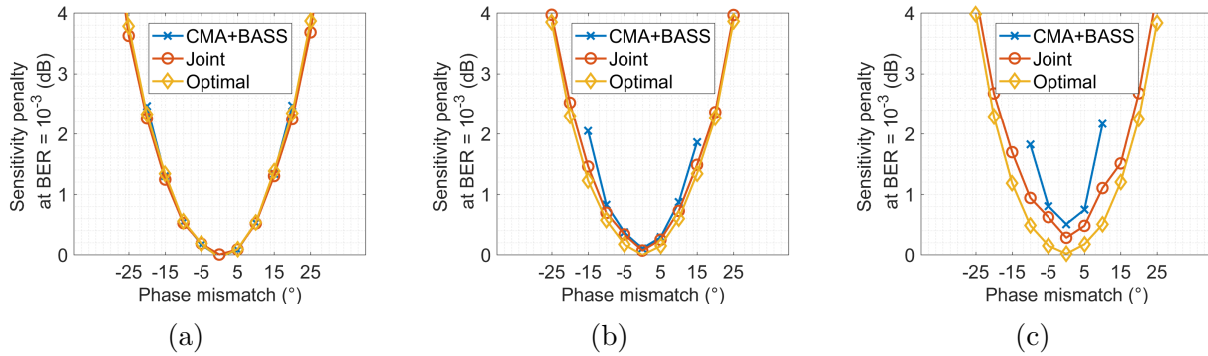 Sensitivity penalty
at BER = 10⁻³ (dB)
4
3
2
1
0
CMA+BASS
Joint
Optimal
-25 -15 -5 5 15 25
Phase mismatch (°)
(a)
Sensitivity penalty
at BER = 10⁻³ (dB)
4
3
2
1
0
CMA+BASS
Joint
Optimal
-25 -15 -5 5 15 25
Phase mismatch (°)
(b)
Sensitivity penalty
at BER = 10⁻³ (dB)
4
3
2
1
0
CMA+BASS
Joint
Optimal
-25 -15 -5 5 15 25
Phase mismatch (°)
(c)